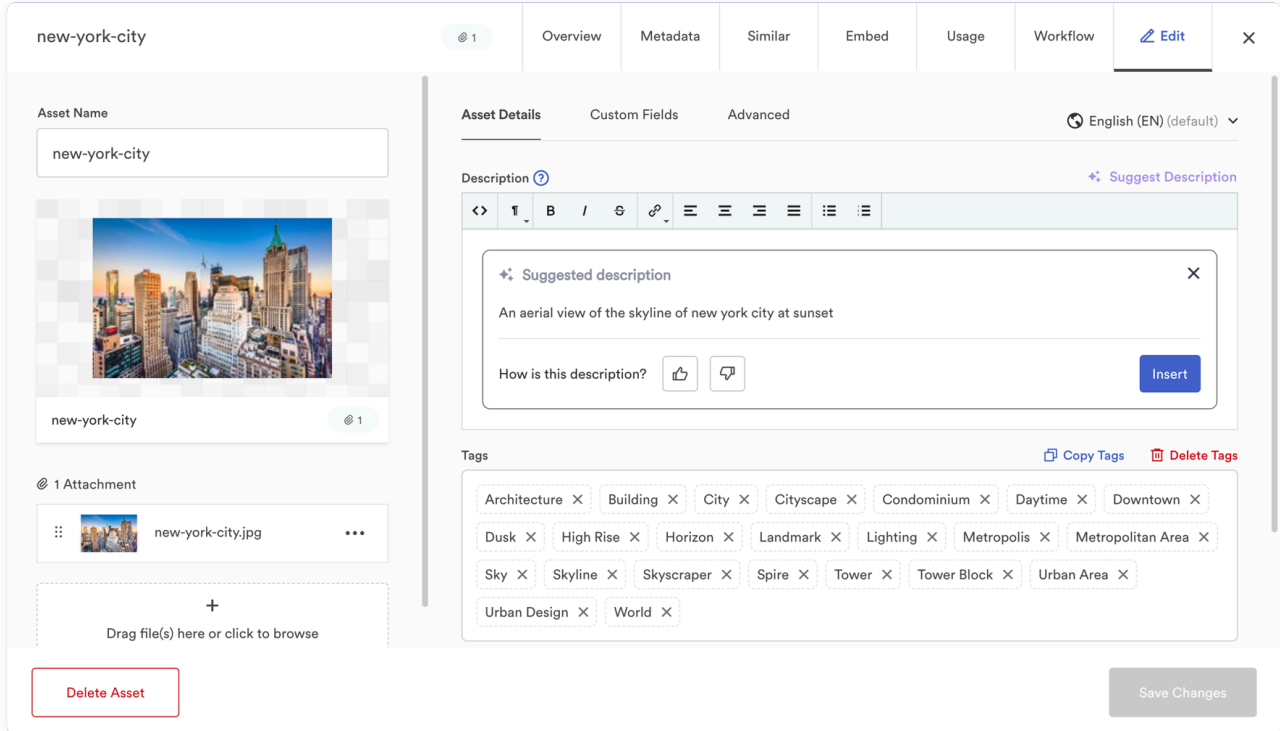 new-york-city
1
Overview
Metadata
Similar
Embed
Usage
Workflow
Edit
Asset Name
new-york-city
new-york-city
1
1 Attachment
new-york-city.jpg
Drag file(s) here or click to browse
Asset Details
Custom Fields
Advanced
English (EN) (default)
Description ?
Suggest Description
B I S
Suggested description
An aerial view of the skyline of new york city at sunset
How is this description?
Insert
Tags
Copy Tags
Delete Tags
Architecture Building City Cityscape Condominium Daytime Downtown
Dusk High Rise Horizon Landmark Lighting Metropolis Metropolitan Area
Sky Skyline Skyscraper Spire Tower Tower Block Urban Area
Urban Design World
Delete Asset
Save Changes